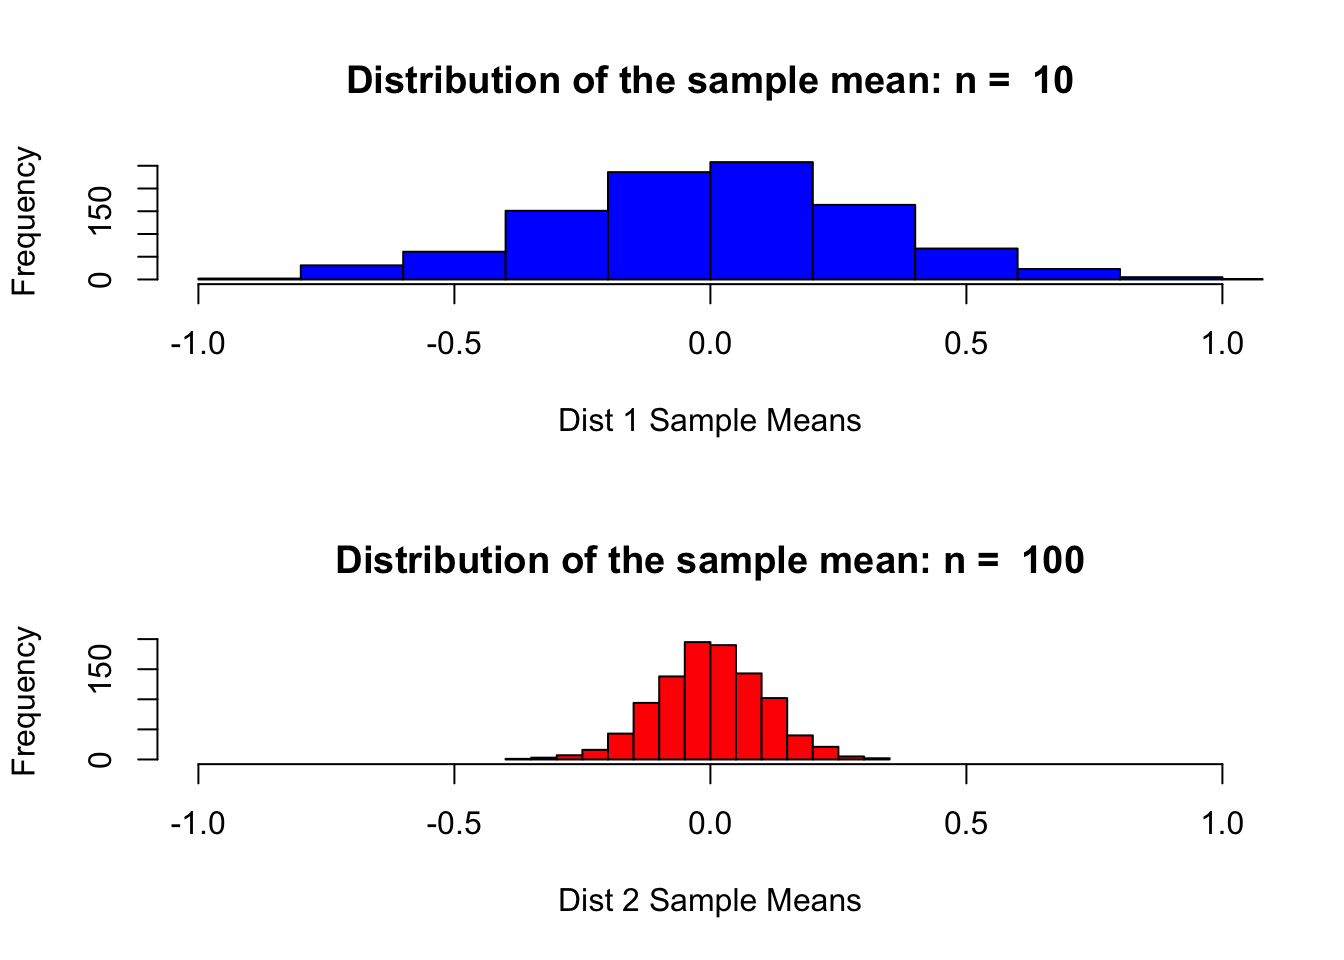 Distribution of the sample mean: n =  10
Frequency
150
0
-1.0 -0.5 0.0 0.5 1.0
Dist 1 Sample Means
Distribution of the sample mean: n =  100
Frequency
150
0
-1.0 -0.5 0.0 0.5 1.0
Dist 2 Sample Means